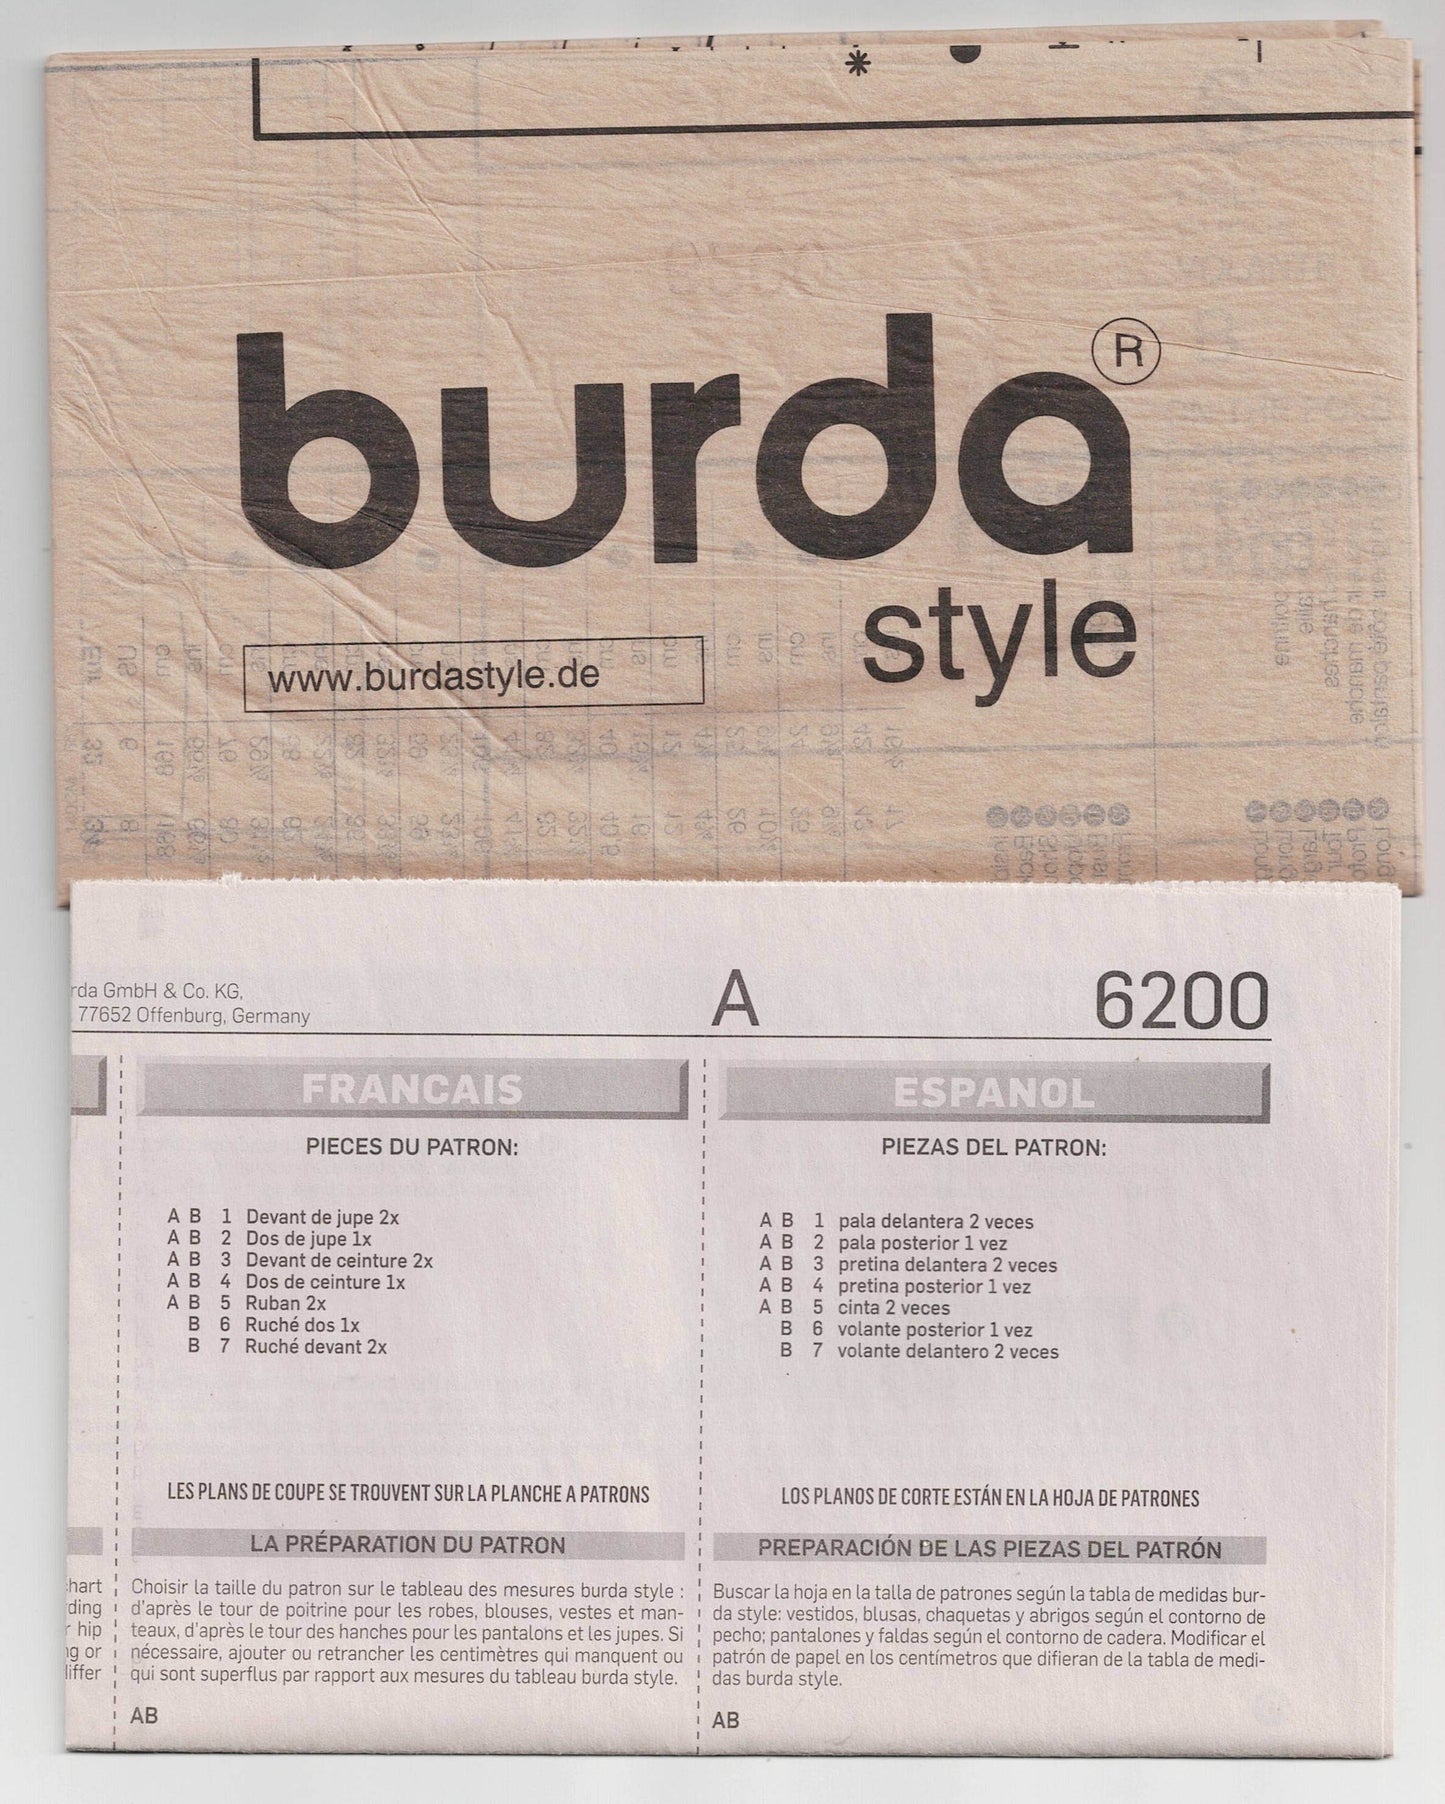 burda®
style
www.burdastyle.de
rda GmbH & Co. KG,
77652 Offenburg, Germany
A
6200
FRANCAIS
PIECES DU PATRON:
A B 1 Devant de jupe 2x
A B 2 Dos de jupe 1x
A B 3 Devant de ceinture 2x
A B 4 Dos de ceinture 1x
A B 5 Ruban 2x
B 6 Ruché dos 1x
B 7 Ruché devant 2x
LES PLANS DE COUPE SE TROUVENT SUR LA PLANCHE A PATRONS
LA PRÉPARATION DU PATRON
Choisir la taille du patron sur le tableau des mesures burda style :
d'après le tour de poitrine pour les robes, blouses, vestes et man-
teaux, d'après le tour des hanches pour les pantalons et les jupes. Si
nécessaire, ajouter ou retrancher les centimètres qui manquent ou
qui sont superflus par rapport aux mesures du tableau burda style.
AB
ESPANOL
PIEZAS DEL PATRON:
A B 1 pala delantera 2 veces
A B 2 pala posterior 1 vez
A B 3 pretina delantera 2 veces
A B 4 pretina posterior 1 vez
A B 5 cinta 2 veces
B 6 volante posterior 1 vez
B 7 volante delantero 2 veces
LOS PLANOS DE CORTE ESTÁN EN LA HOJA DE PATRONES
PREPARACIÓN DE LAS PIEZAS DEL PATRÓN
Buscar la hoja en la talla de patrones según la tabla de medidas bur-
da style: vestidos, blusas, chaquetas y abrigos según el contorno de
pecho; pantalones y faldas según el contorno de cadera. Modificar el
patrón de papel en los centímetros que difieran de la tabla de medi-
das burda style.
AB